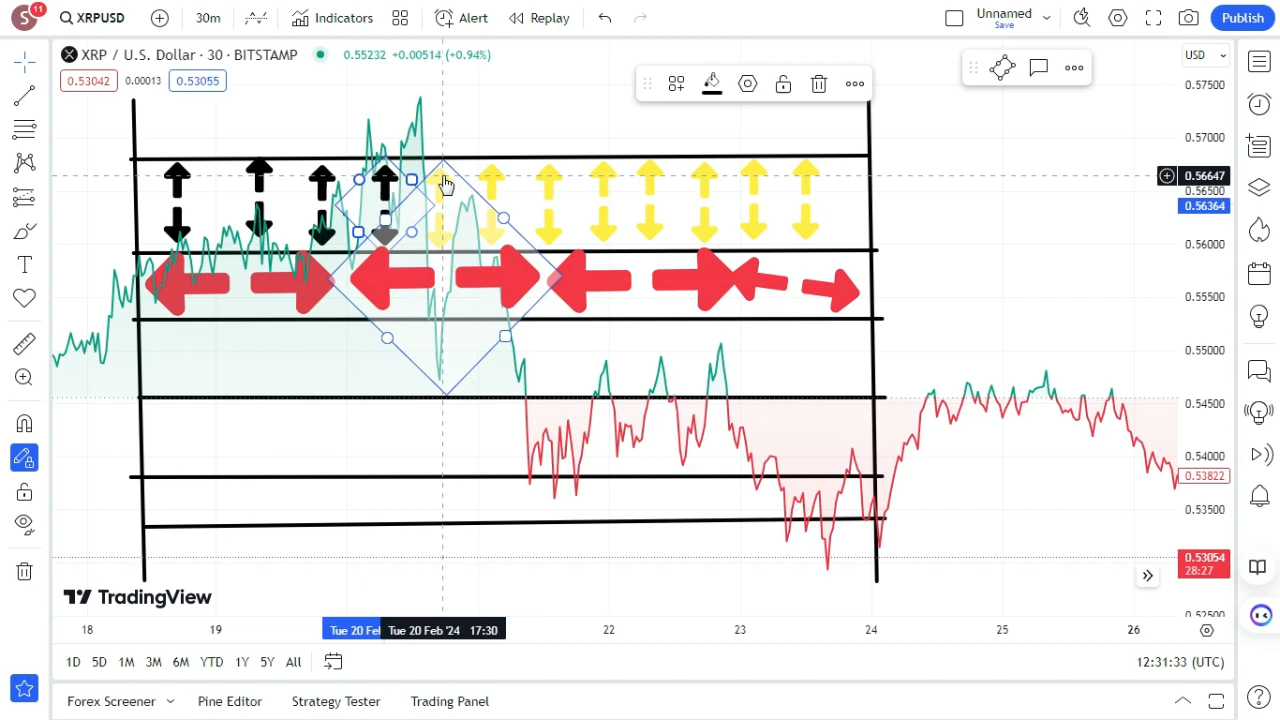 S 11 XRPUSD 30m Indicators Alert Replay Unnamed Save Publish
XRP / U.S. Dollar · 30 · BITSTAMP 0.55232 +0.00514 (+0.94%) USD
0.53042 0.00013 0.53055
0.57500
0.57000
0.56647
0.56500
0.56364
0.56000
0.55500
0.55000
0.54500
0.54000
0.53822
0.53500
0.53054
28:27
0.52500
TradingView
18 19 Tue 20 Fel Tue 20 Feb '24 17:30 22 23 24 25 26
1D 5D 1M 3M 6M YTD 1Y 5Y All 12:31:33 (UTC)
Forex Screener Pine Editor Strategy Tester Trading Panel